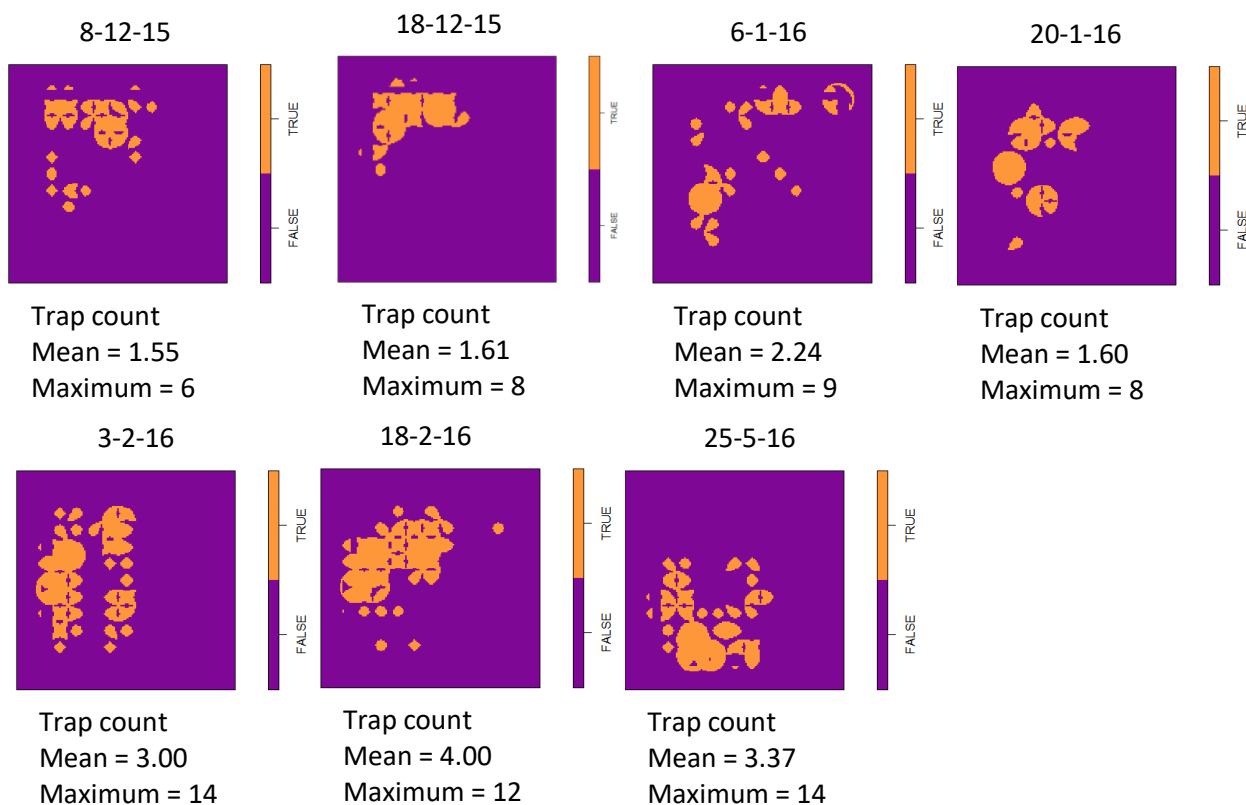 8-12-15
18-12-15
6-1-16
20-1-16
TRUE
FALSE
TRUE
FALSE
TRUE
FALSE
TRUE
FALSE
Trap count
Mean = 1.55
Maximum = 6
Trap count
Mean = 1.61
Maximum = 8
Trap count
Mean = 2.24
Maximum = 9
Trap count
Mean = 1.60
Maximum = 8
3-2-16
18-2-16
25-5-16
TRUE
FALSE
TRUE
FALSE
TRUE
FALSE
Trap count
Mean = 3.00
Maximum = 14
Trap count
Mean = 4.00
Maximum = 12
Trap count
Mean = 3.37
Maximum = 14